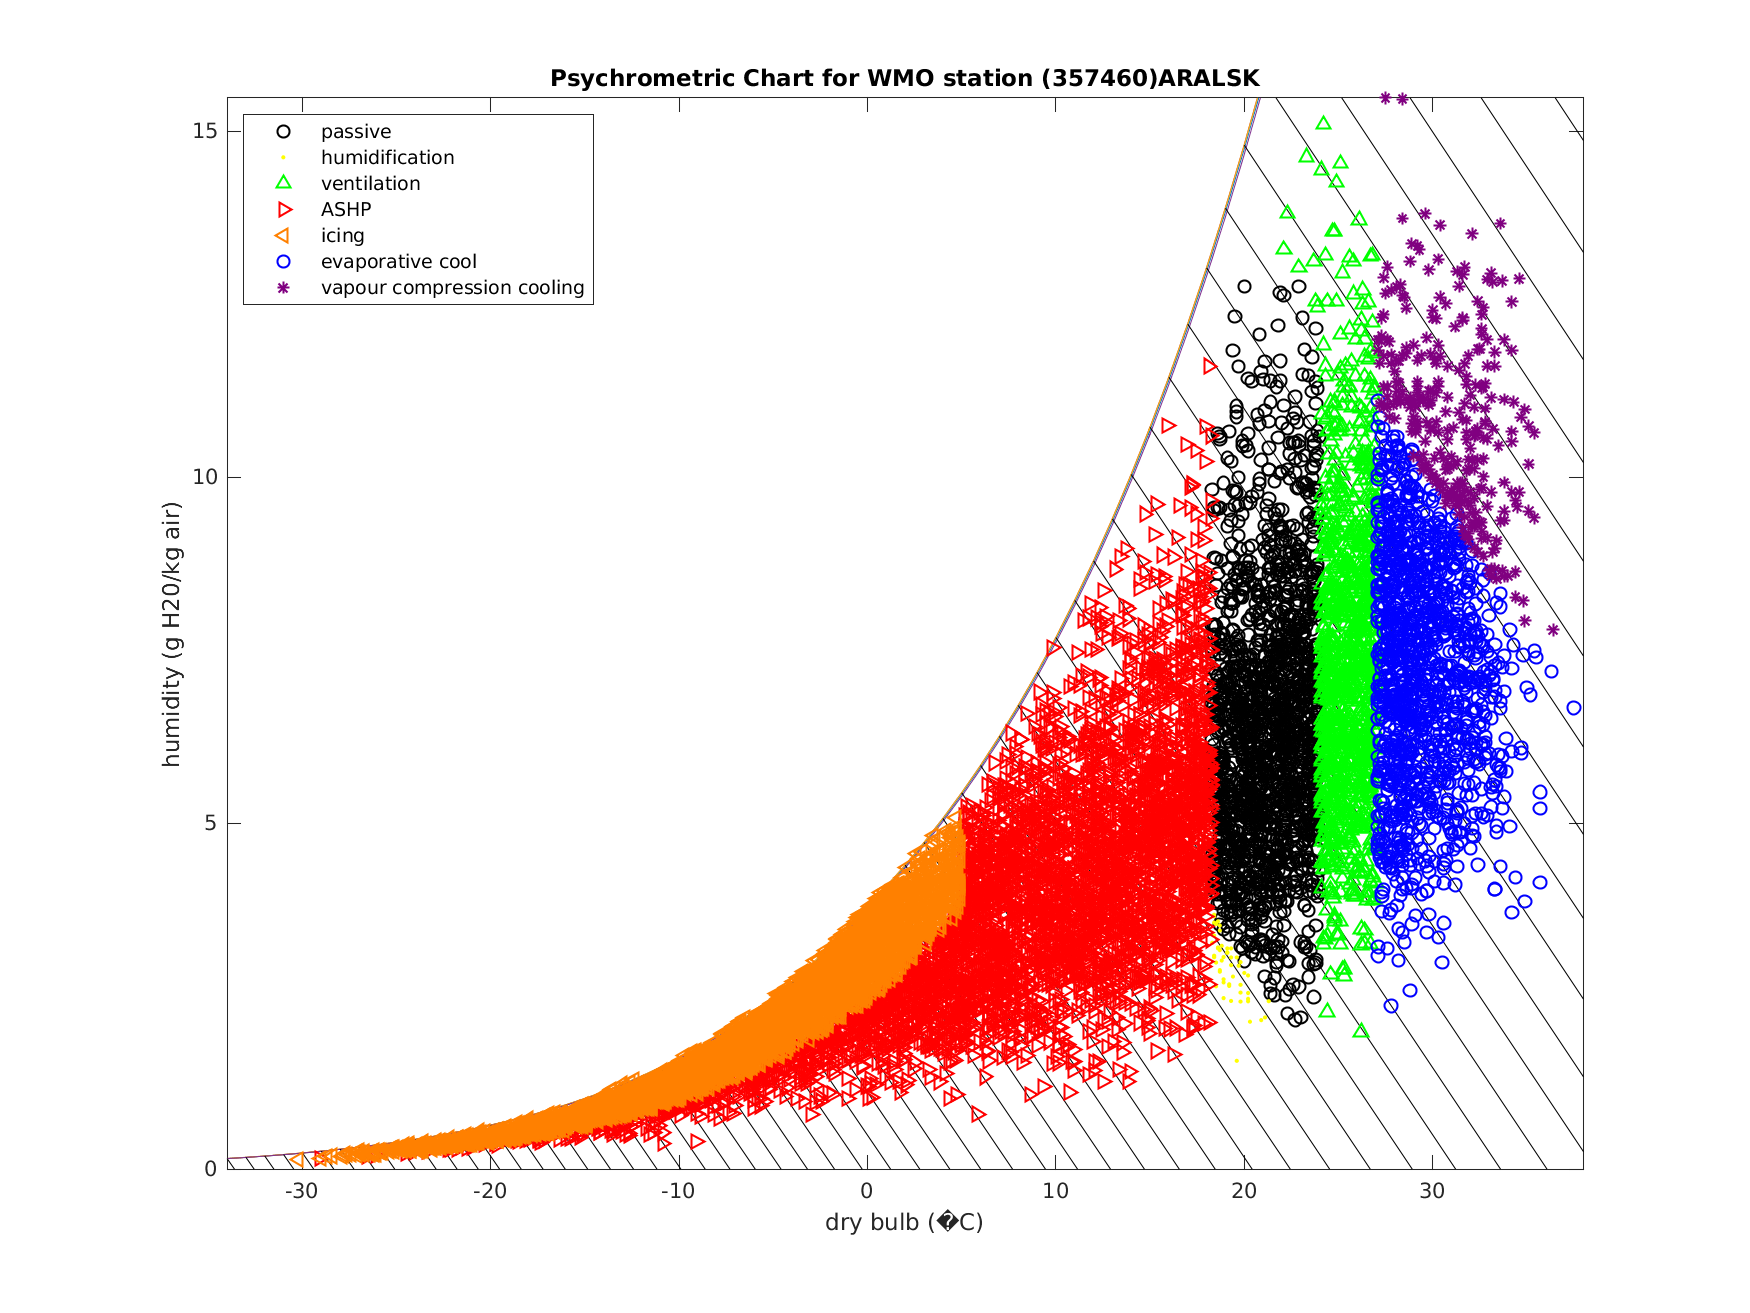 Psychrometric Chart for WMO station (357460)ARALSK
passive
humidification
ventilation
ASHP
icing
evaporative cool
vapour compression cooling
15
10
5
0
humidity (g H20/kg air)
-30 -20 -10 0 10 20 30
dry bulb (�C)